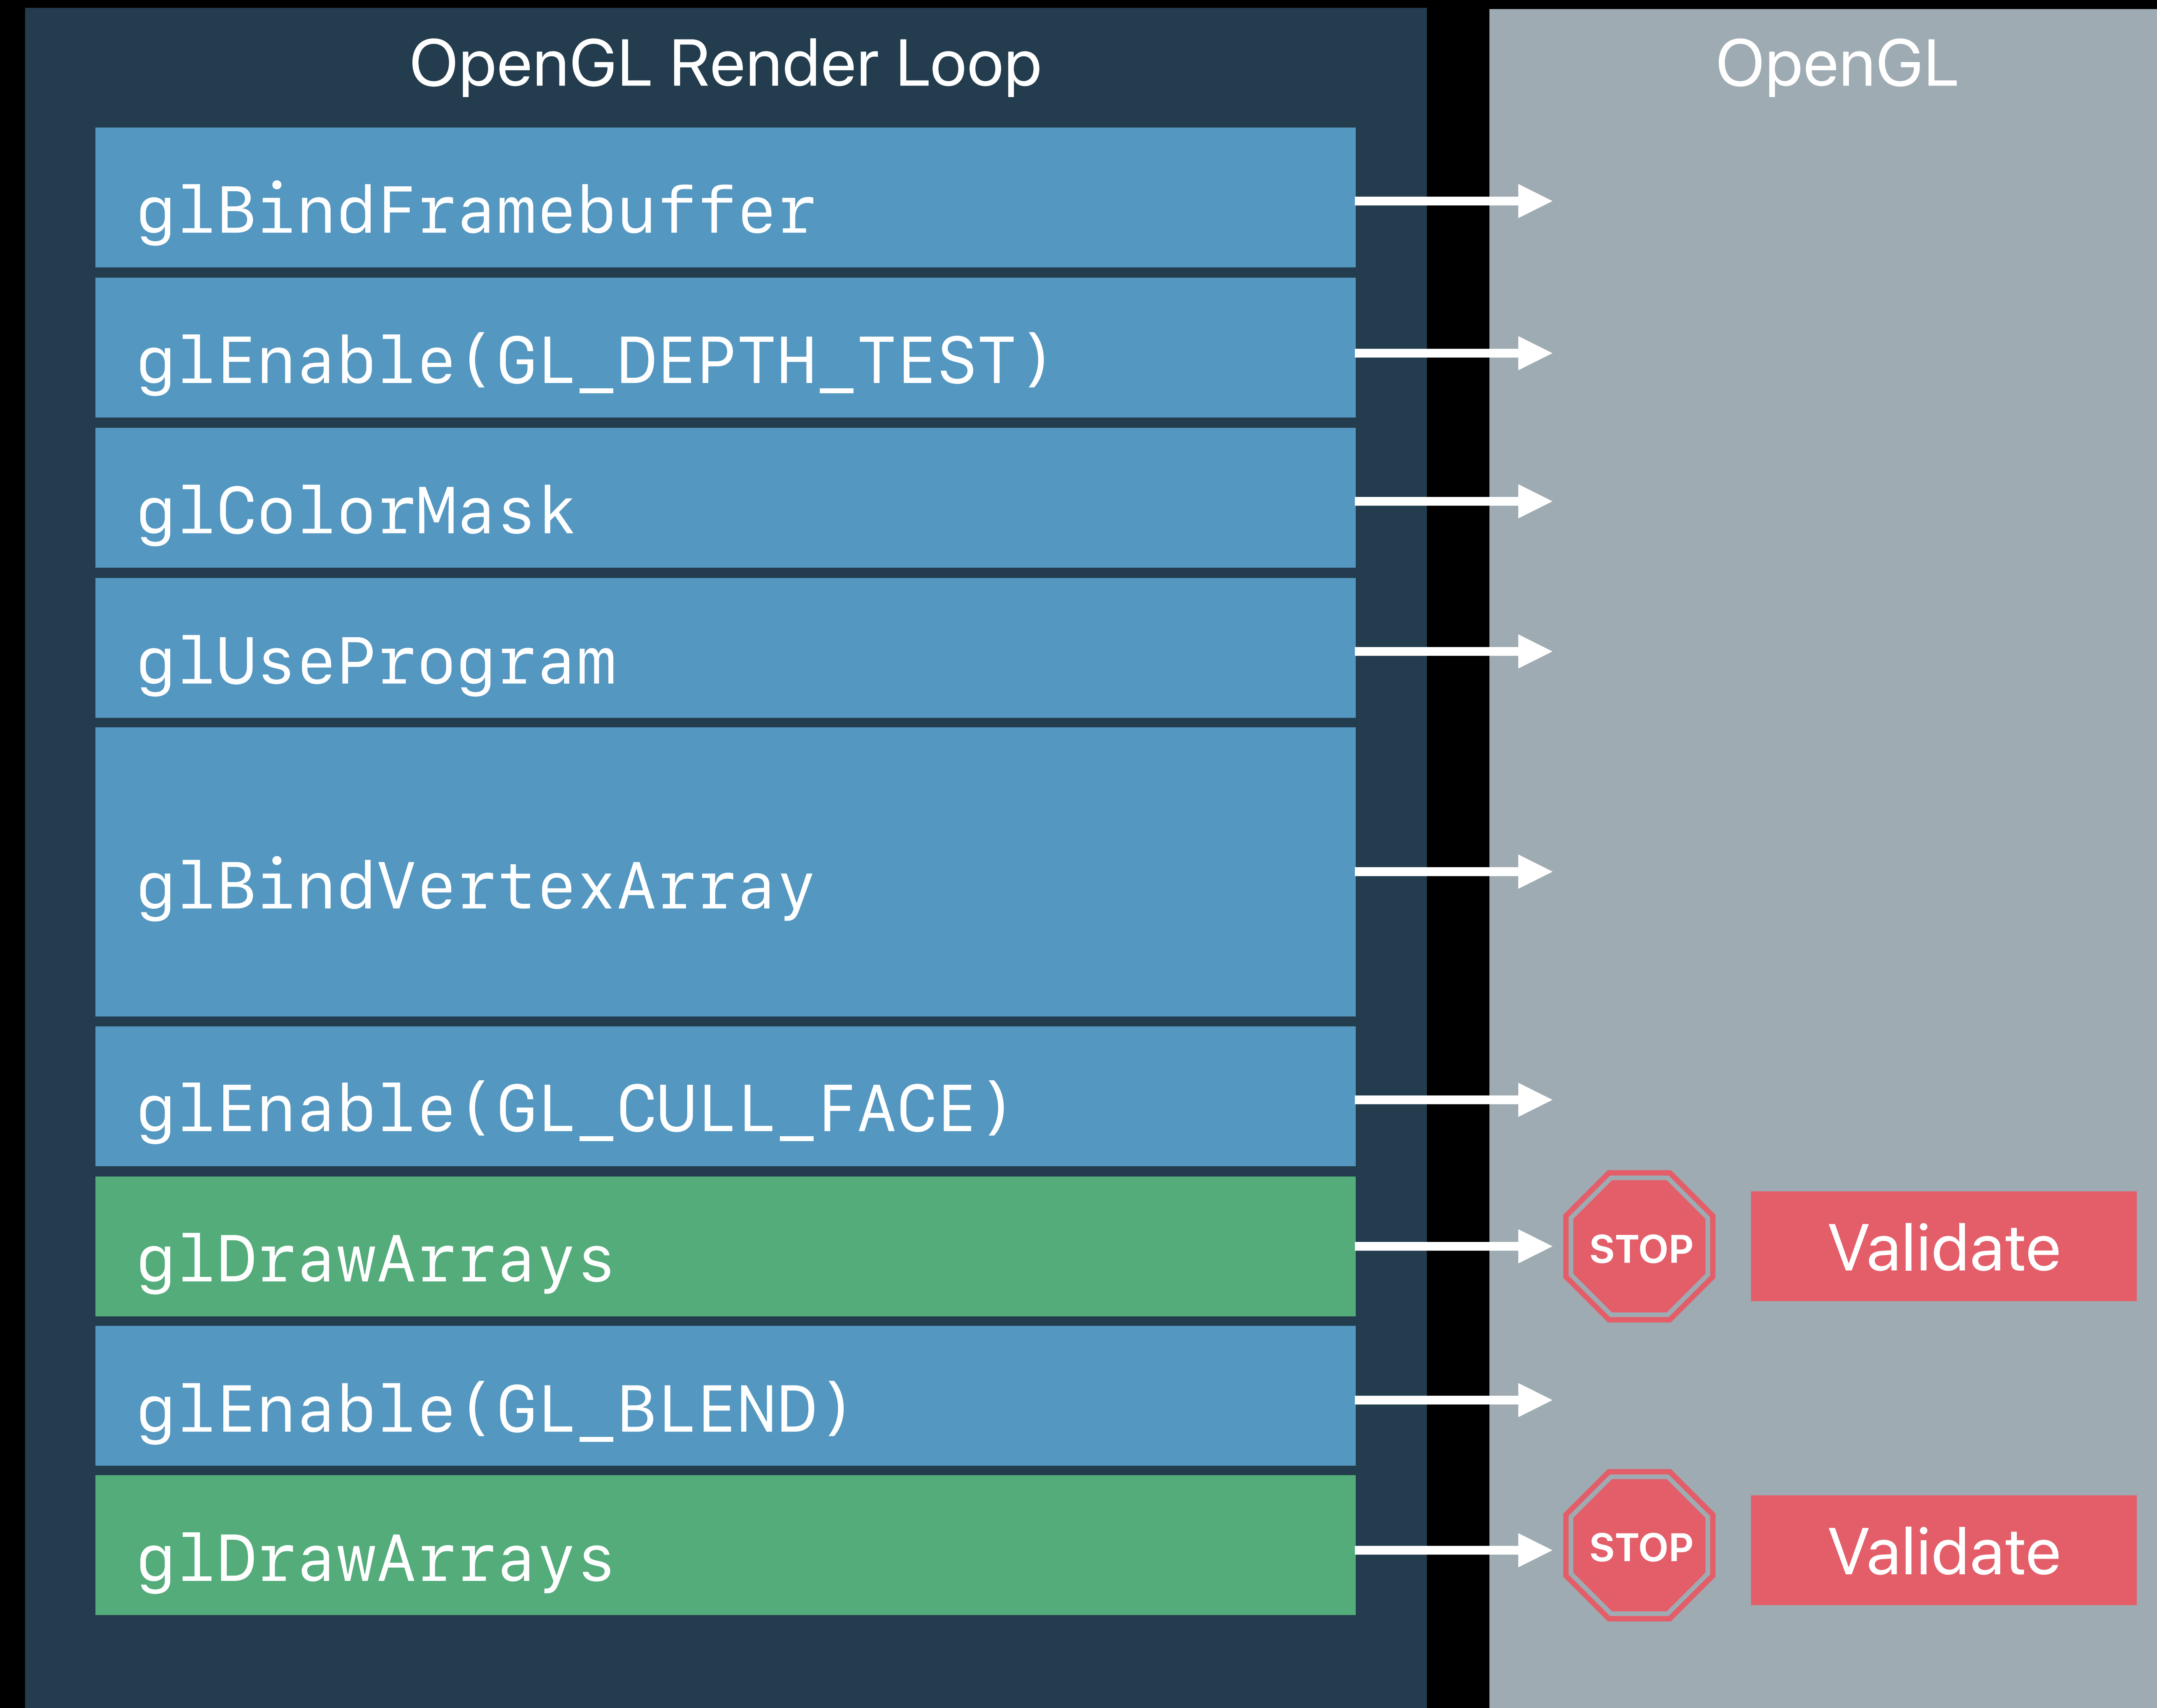 OpenGL Render Loop
OpenGL
glBindFramebuffer
glEnable(GL_DEPTH_TEST)
glColorMask
glUseProgram
glBindVertexArray
glEnable(GL_CULL_FACE)
glDrawArrays
STOP
Validate
glEnable(GL_BLEND)
glDrawArrays
STOP
Validate